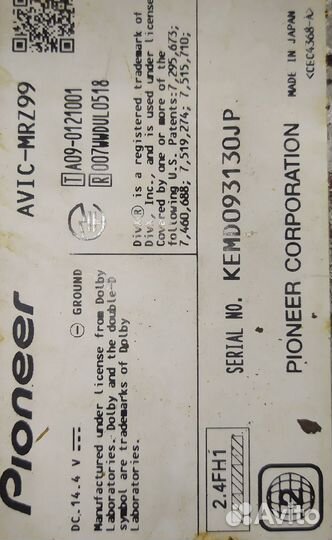 Pioneer
AVIC-MRZ99
DC 14.4 V
⊖ GROUND
Manufactured under license from Dolby
Laboratories. Dolby and the double-D
symbol are trademarks of Dolby
Laboratories.
T A09-0121001
R 007WWDUL0518
DivX® is a registered trademark of
DivX, Inc., and is used under license
Covered by one or more of the
following U.S. Patents:7,295,673;
7,460,688; 7,519,274; 7,515,710;
SERIAL NO. KEMD093130JP
2.4FH1
2
PIONEER CORPORATION
MADE IN JAPAN
<CEC4368-A>
Avito